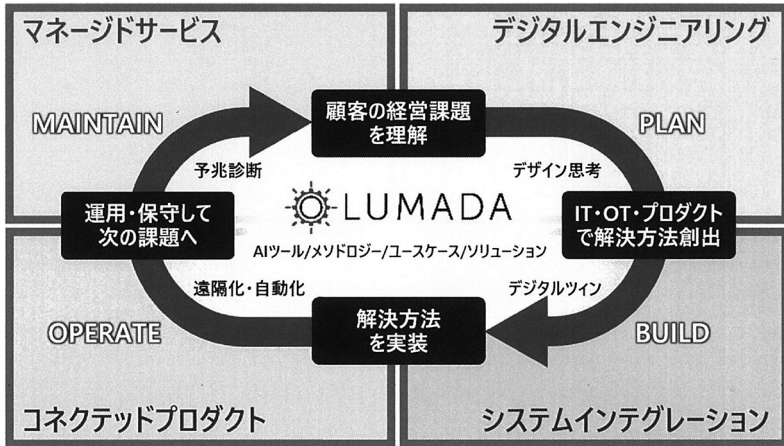 マネージドサービス
デジタルエンジニアリング
MAINTAIN
顧客の経営課題
を理解
PLAN
予兆診断
デザイン思考
運用・保守して
次の課題へ
LUMADA
IT・OT・プロダクト
で解決方法創出
AIツール/メソドロジー/ユースケース/ソリューション
遠隔化・自動化
デジタルツィン
OPERATE
解決方法
を実装
BUILD
コネクテッドプロダクト
システムインテグレーション